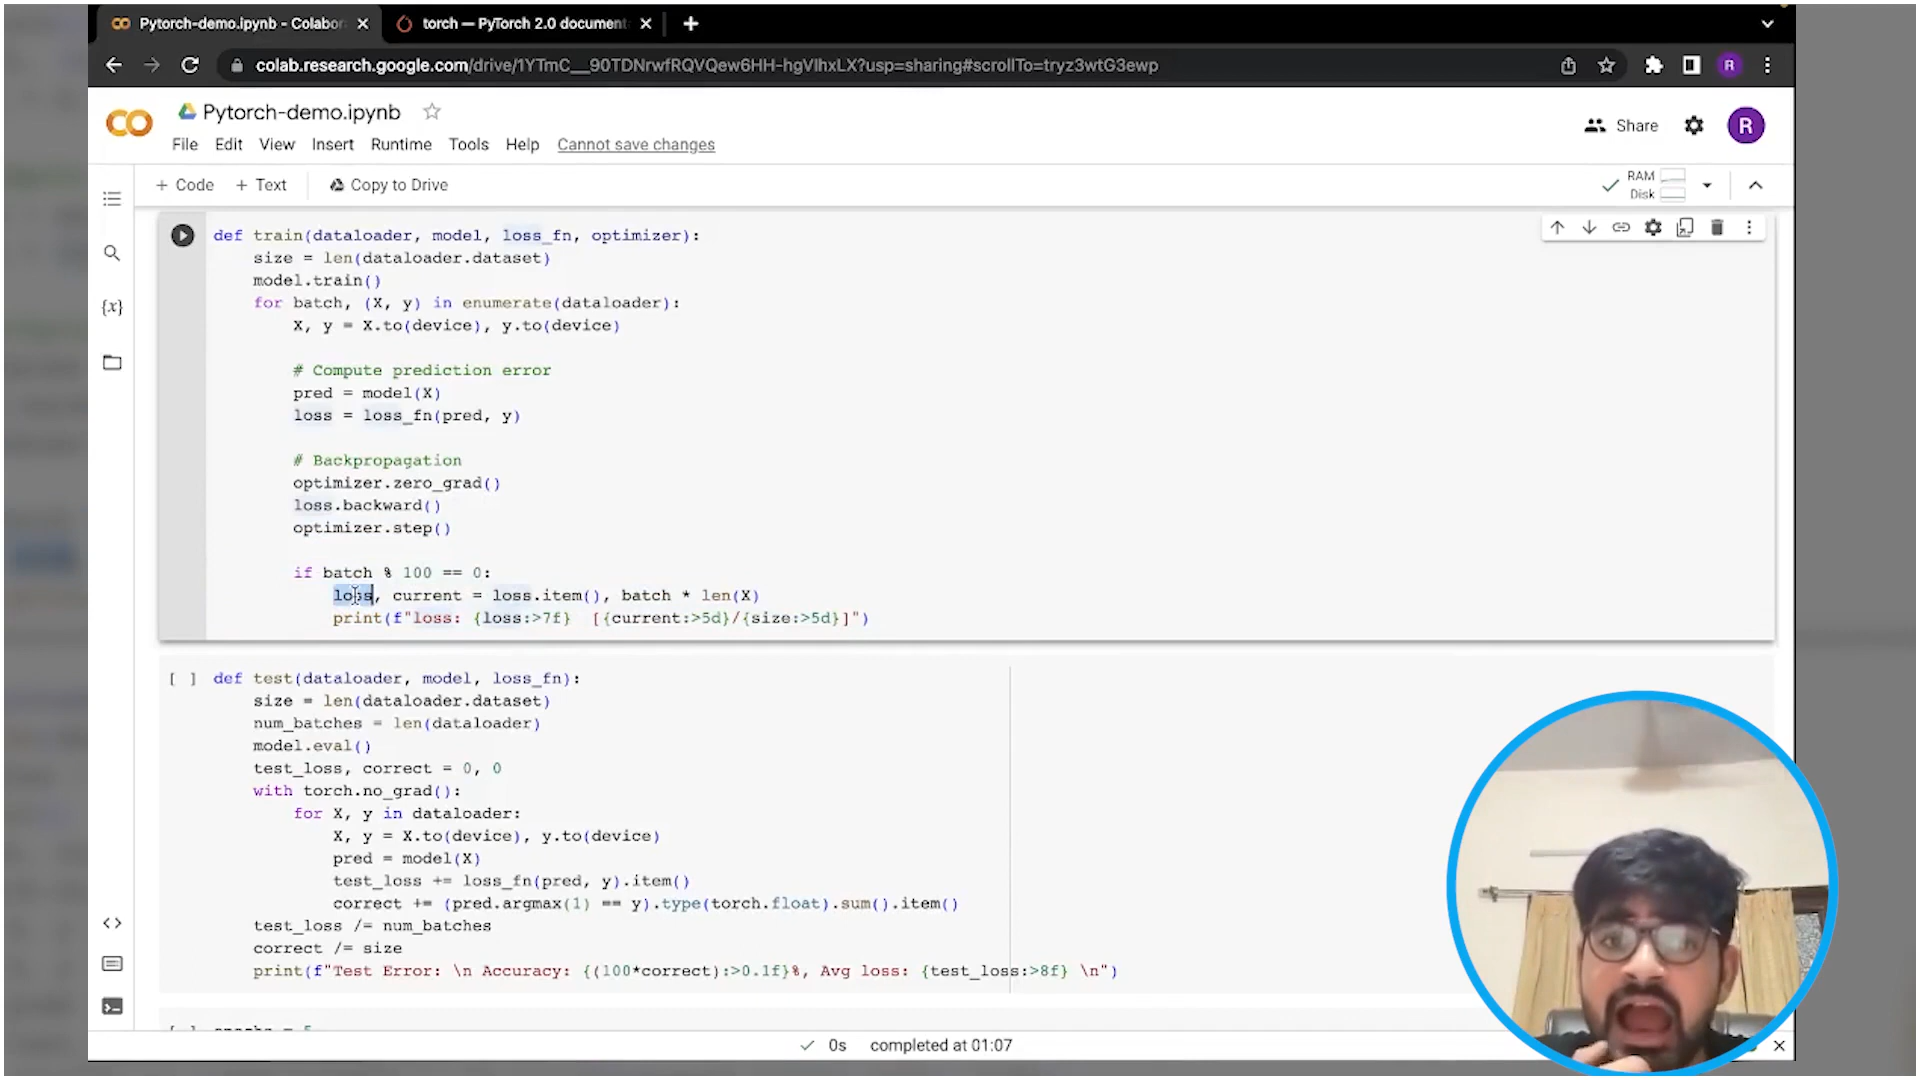 Pytorch-demo.ipynb - Colabor
torch — PyTorch 2.0 document
colab.research.google.com/drive/1YTmC__90TDNrwfRQVQew6HH-hgVIhxLX?usp=sharing#scrollTo=tryz3wtG3ewp
R
Pytorch-demo.ipynb
File Edit View Insert Runtime Tools Help Cannot save changes
Share
R
+ Code + Text Copy to Drive
RAM
Disk
{x}
def train(dataloader, model, loss_fn, optimizer):
    size = len(dataloader.dataset)
    model.train()
    for batch, (X, y) in enumerate(dataloader):
        X, y = X.to(device), y.to(device)
        # Compute prediction error
        pred = model(X)
        loss = loss_fn(pred, y)
        # Backpropagation
        optimizer.zero_grad()
        loss.backward()
        optimizer.step()
        if batch % 100 == 0:
            loss, current = loss.item(), batch * len(X)
            print(f"loss: {loss:>7f}  [{current:>5d}/{size:>5d}]")
[ ] def test(dataloader, model, loss_fn):
    size = len(dataloader.dataset)
    num_batches = len(dataloader)
    model.eval()
    test_loss, correct = 0, 0
    with torch.no_grad():
        for X, y in dataloader:
            X, y = X.to(device), y.to(device)
            pred = model(X)
            test_loss += loss_fn(pred, y).item()
            correct += (pred.argmax(1) == y).type(torch.float).sum().item()
    test_loss /= num_batches
    correct /= size
    print(f"Test Error: \n Accuracy: {(100*correct):>0.1f}%, Avg loss: {test_loss:>8f} \n")
0s completed at 01:07